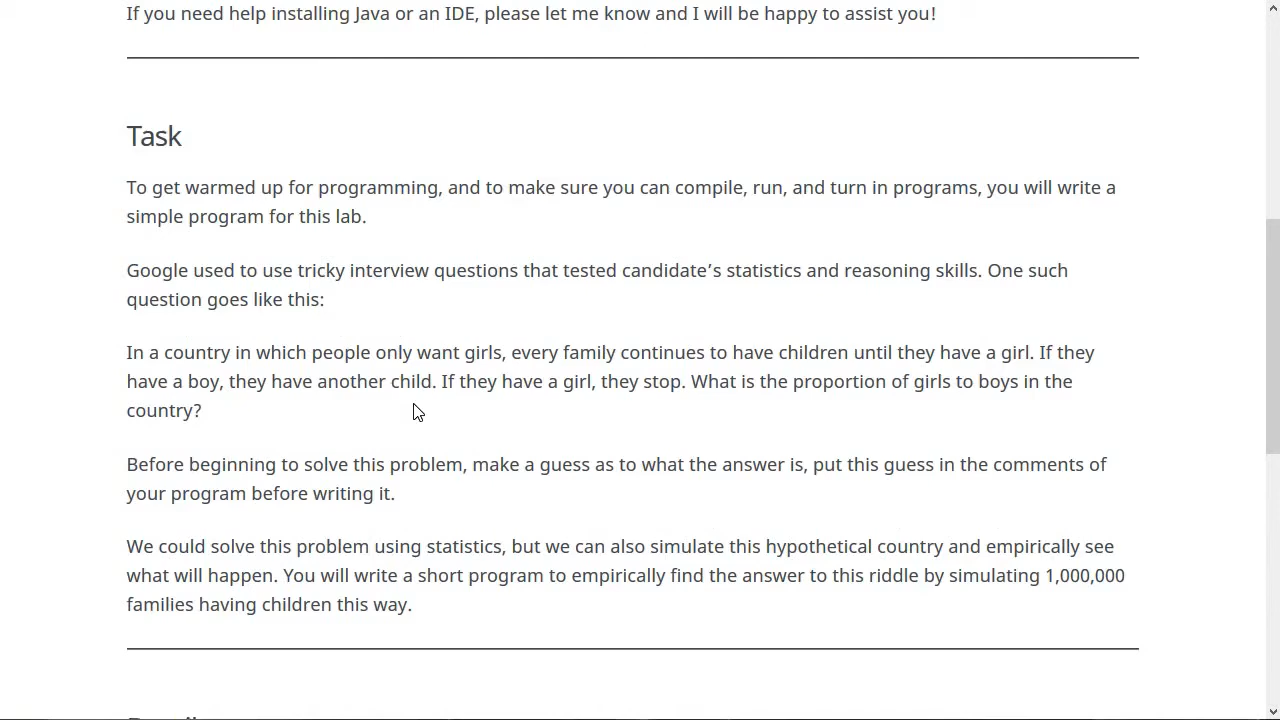 If you need help installing Java or an IDE, please let me know and I will be happy to assist you!
Task
To get warmed up for programming, and to make sure you can compile, run, and turn in programs, you will write a
simple program for this lab.
Google used to use tricky interview questions that tested candidate’s statistics and reasoning skills. One such
question goes like this:
In a country in which people only want girls, every family continues to have children until they have a girl. If they
have a boy, they have another child. If they have a girl, they stop. What is the proportion of girls to boys in the
country?
Before beginning to solve this problem, make a guess as to what the answer is, put this guess in the comments of
your program before writing it.
We could solve this problem using statistics, but we can also simulate this hypothetical country and empirically see
what will happen. You will write a short program to empirically find the answer to this riddle by simulating 1,000,000
families having children this way.